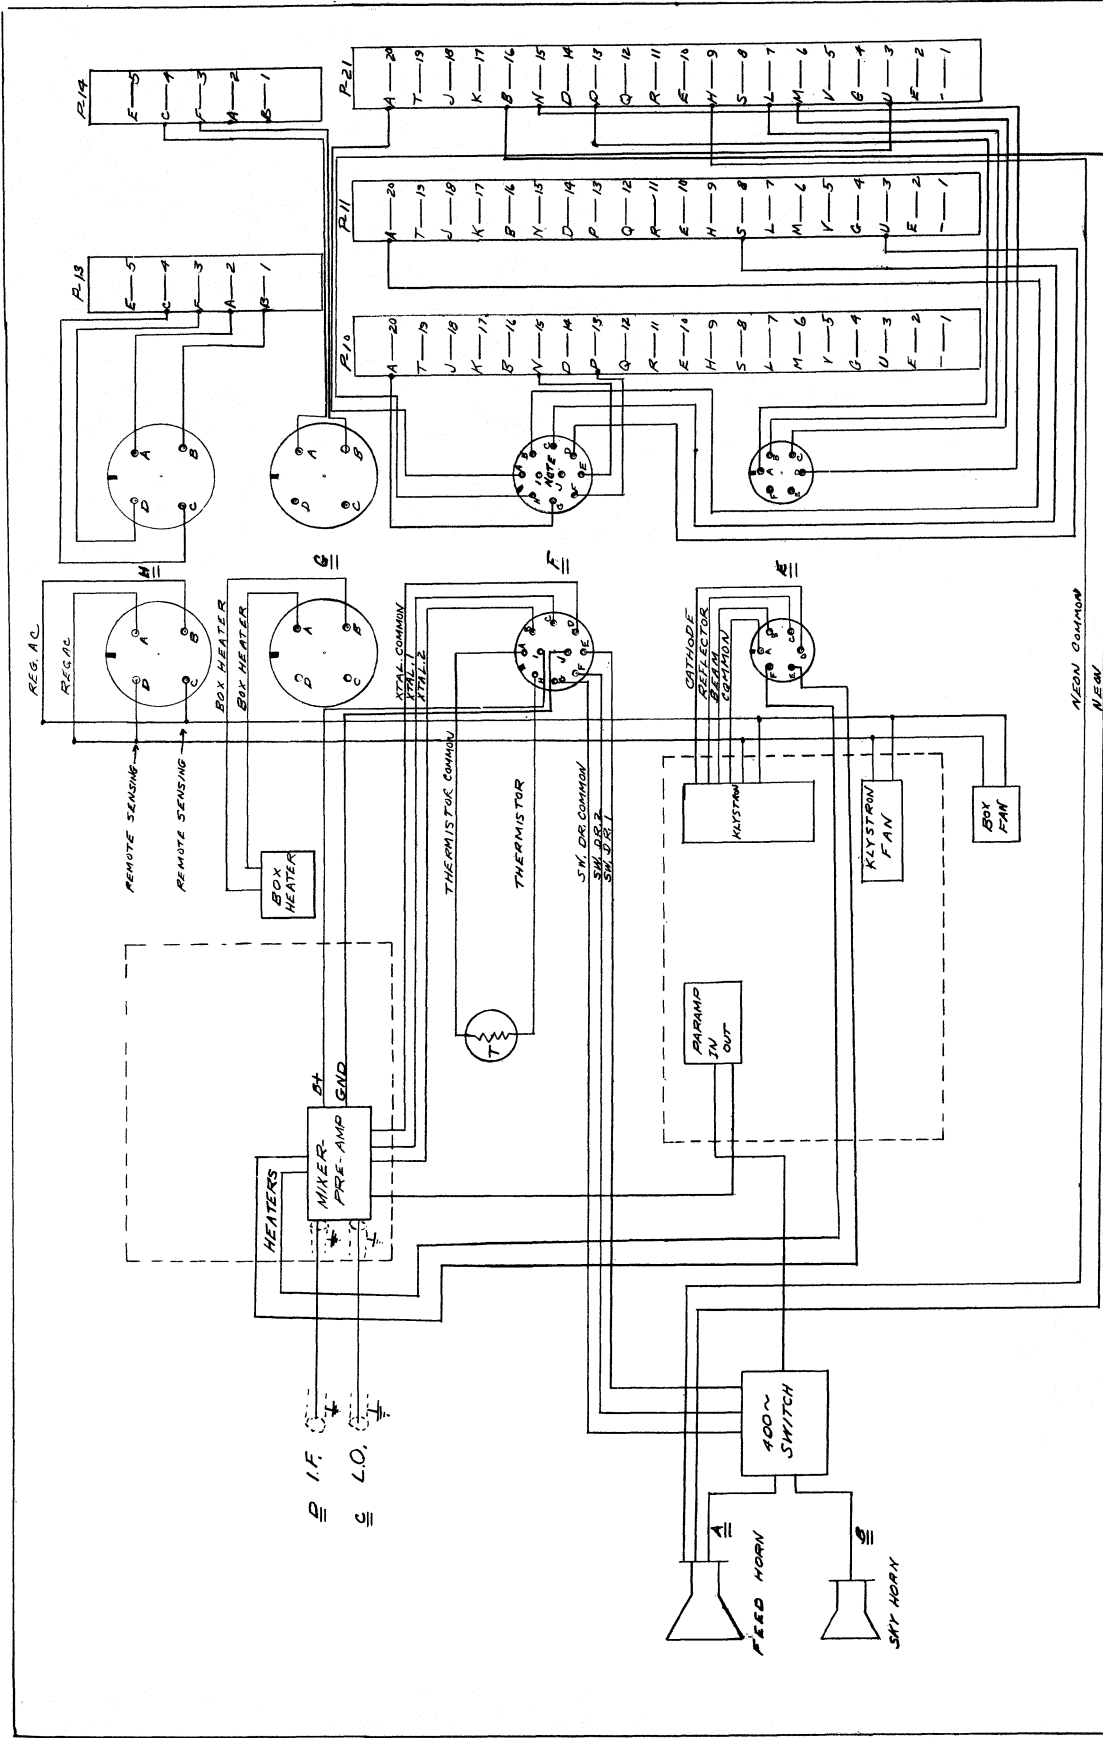 P-14
E—5
C—4
F—3
A—2
B—1
P-21
A—20
T—19
J—18
K—17
B—16
N—15
D—14
P—13
Q—12
R—11
E—10
H—9
S—8
L—7
M—6
V—5
G—4
U—3
E—2
-—1
P-13
E—5
C—4
F—3
A—2
B—1
P-11
A—20
T—19
J—18
K—17
B—16
N—15
D—14
P—13
Q—12
R—11
E—10
H—9
S—8
L—7
M—6
V—5
G—4
U—3
E—2
-—1
P-10
A—20
T—19
J—18
K—17
B—16
N—15
D—14
P—13
Q—12
R—11
E—10
H—9
S—8
L—7
M—6
V—5
G—4
U—3
E—2
-—1
A
B
C
D
A
B
C
D
A
B
C
D
E
F
G
H
I
J
NOTE
A
B
C
D
E
F
H
G
F
E
A
B
C
D
A
B
C
D
A
B
C
D
E
F
G
H
I
J
A
B
C
D
E
F
REG. AC
REG AC
REMOTE SENSING
REMOTE SENSING
BOX HEATER
BOX HEATER
BOX
HEATER
XTAL. COMMON
XTAL. 1
XTAL. 2
THERMISTOR COMMON
THERMISTOR
T
SW. DR. COMMON
SW. DR. 2
SW. DR. 1
CATHODE
REFLECTOR
BEAM
COMMON
KLYSTRON
KLYSTRON
FAN
BOX
FAN
NEON COMMON
NEON
PARAMP
IN
OUT
B+
GND
MIXER-
PRE-AMP
HEATERS
D I.F.
C L.O.
400~
SWITCH
A
FEED HORN
B
SKY HORN